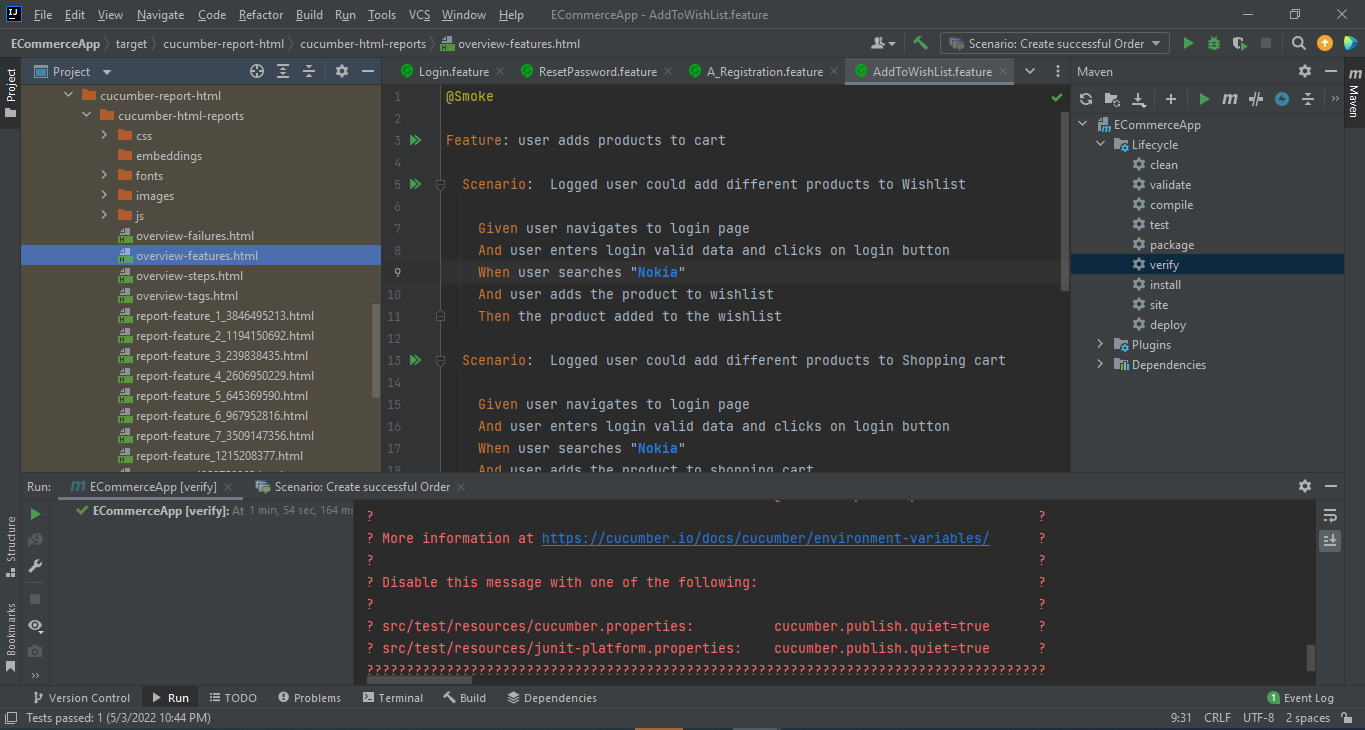 File Edit View Navigate Code Refactor Build Run Tools VCS Window Help ECommerceApp - AddToWishList.feature
ECommerceApp target cucumber-report-html cucumber-html-reports overview-features.html Scenario: Create successful Order
Project
Login.feature ResetPassword.feature A_Registration.feature AddToWishList.feature
Maven
Project
Maven
Structure
Bookmarks
cucumber-report-html
cucumber-html-reports
css
embeddings
fonts
images
js
overview-failures.html
overview-features.html
overview-steps.html
overview-tags.html
report-feature_1_3846495213.html
report-feature_2_1194150692.html
report-feature_3_239838435.html
report-feature_4_2606950229.html
report-feature_5_645369590.html
report-feature_6_967952816.html
report-feature_7_3509147356.html
report-feature_1215208377.html
1 @Smoke
2
3 Feature: user adds products to cart
4
5 Scenario:  Logged user could add different products to Wishlist
6
7 Given user navigates to login page
8 And user enters login valid data and clicks on login button
9 When user searches "Nokia"
10 And user adds the product to wishlist
11 Then the product added to the wishlist
12
13 Scenario:  Logged user could add different products to Shopping cart
14
15 Given user navigates to login page
16 And user enters login valid data and clicks on login button
17 When user searches "Nokia"
18 And user adds the product to shopping cart
ECommerceApp
Lifecycle
clean
validate
compile
test
package
verify
install
site
deploy
Plugins
Dependencies
Run: ECommerceApp [verify] Scenario: Create successful Order
ECommerceApp [verify]: At 1 min, 54 sec, 164 ms
? ?
? More information at https://cucumber.io/docs/cucumber/environment-variables/ ?
? ?
? Disable this message with one of the following: ?
? ?
? src/test/resources/cucumber.properties: cucumber.publish.quiet=true ?
? src/test/resources/junit-platform.properties: cucumber.publish.quiet=true ?
????????????????????????????????????????????????????????????????????????????????????
Version Control Run TODO Problems Terminal Build Dependencies 1 Event Log
Tests passed: 1 (5/3/2022 10:44 PM) 9:31 CRLF UTF-8 2 spaces